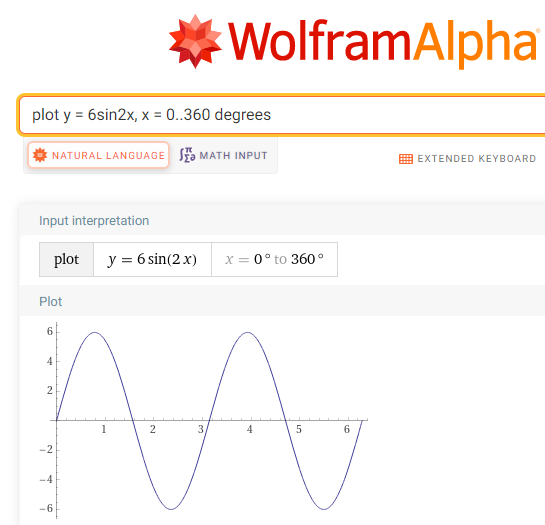 WolframAlpha
plot y = 6sin2x, x = 0..360 degrees
NATURAL LANGUAGE
∫π Σ∂ MATH INPUT
EXTENDED KEYBOARD
Input interpretation
plot y = 6 sin(2 x) x = 0° to 360°
Plot
6
4
2
1 2 3 4 5 6
−2
−4
−6